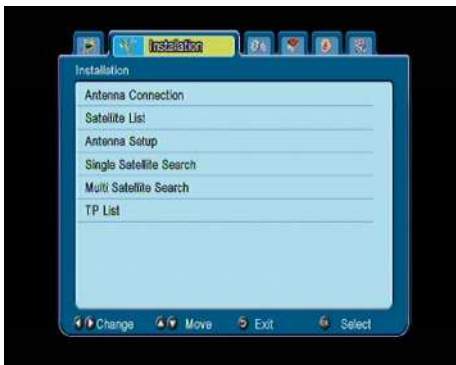 Installation
Installation
Antenna Connection
Satellite List
Antenna Setup
Single Satellite Search
Multi Satellite Search
TP List
Change Move Exit Select